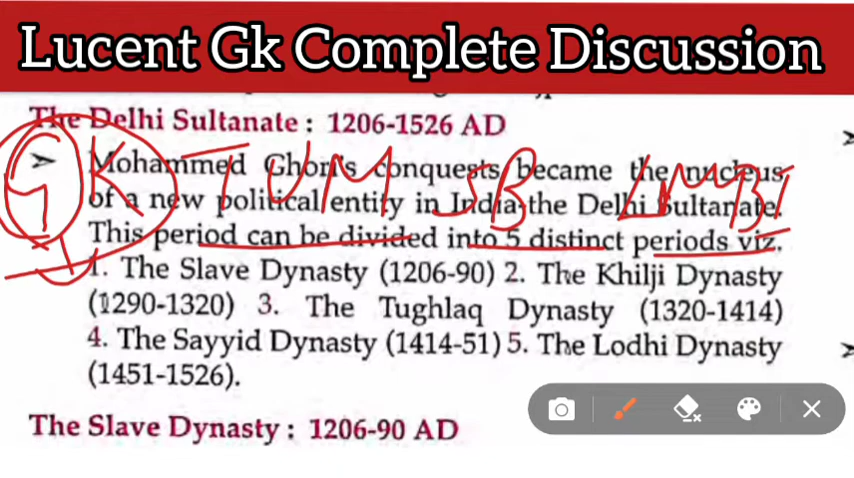 Lucent Gk Complete Discussion
The Delhi Sultanate : 1206-1526 AD
➢ Mohammed Ghori's conquests became the nucleus
of a new political entity in India-the Delhi Sultanate.
This period can be divided into 5 distinct periods viz.
1. The Slave Dynasty (1206-90) 2. The Khilji Dynasty
(1290-1320) 3. The Tughlaq Dynasty (1320-1414)
4. The Sayyid Dynasty (1414-51) 5. The Lodhi Dynasty
(1451-1526).
The Slave Dynasty : 1206-90 AD